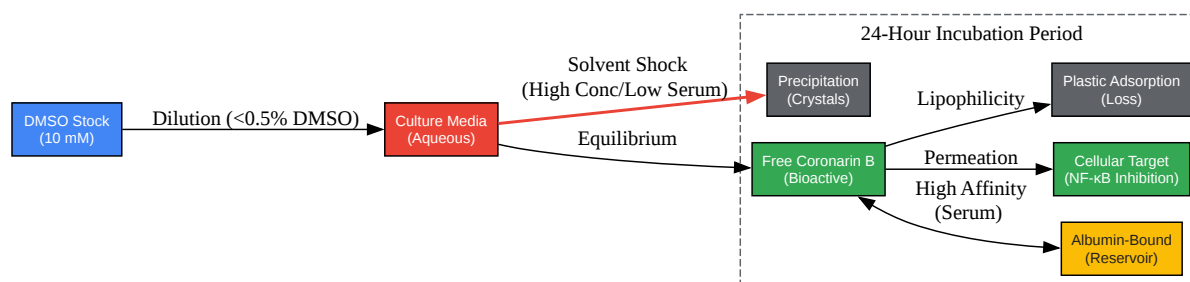 24-Hour Incubation Period
DMSO Stock
(10 mM)
Dilution (<0.5% DMSO)
Culture Media
(Aqueous)
Solvent Shock
(High Conc/Low Serum)
Equilibrium
Precipitation
(Crystals)
Free Coronarin B
(Bioactive)
Lipophilicity
Permeation
High Affinity
(Serum)
Plastic Adsorption
(Loss)
Cellular Target
(NF-κB Inhibition)
Albumin-Bound
(Reservoir)